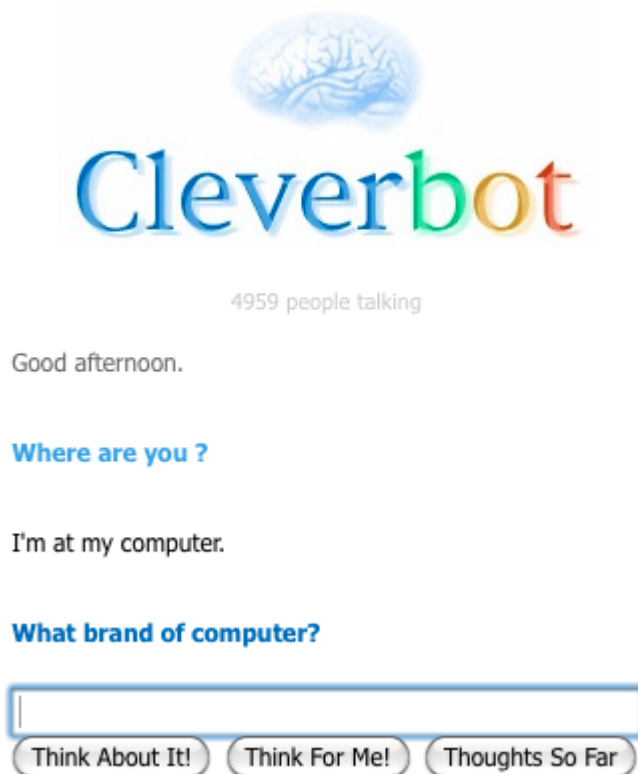 Cleverbot
4959 people talking
Good afternoon.
Where are you ?
I'm at my computer.
What brand of computer?
Think About It! Think For Me! Thoughts So Far